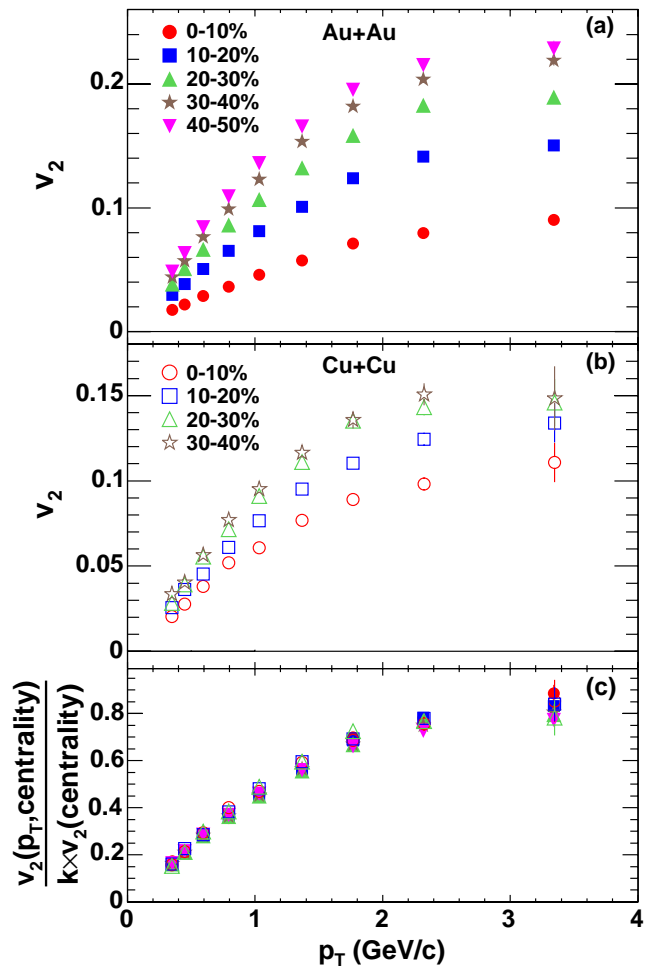 Au+Au
(a)
0-10%
10-20%
20-30%
30-40%
40-50%
0.2
0.1
0
v2
Cu+Cu
(b)
0-10%
10-20%
20-30%
30-40%
0.15
0.1
0.05
0
v2
(c)
0.8
0.6
0.4
0.2
0
v2(pT,centrality)
k×v2(centrality)
0 1 2 3 4
pT (GeV/c)